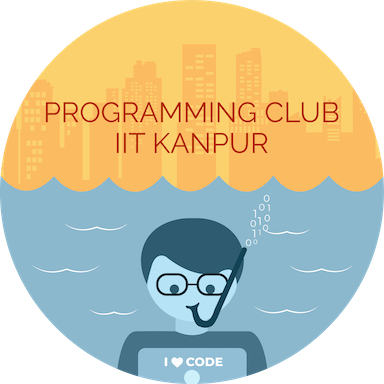 PROGRAMMING CLUB
IIT KANPUR
I ♥ CODE